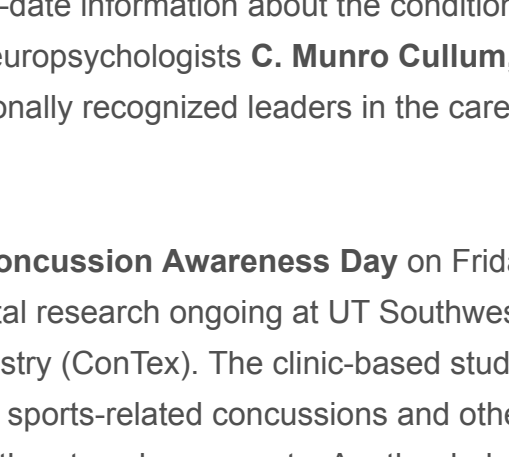 -date information about the condition
europsychologists C. Munro Cullum,
onally recognized leaders in the care
oncussion Awareness Day on Frida
tal research ongoing at UT Southwes
stry (ConTex). The clinic-based stud
sports-related concussions and othe